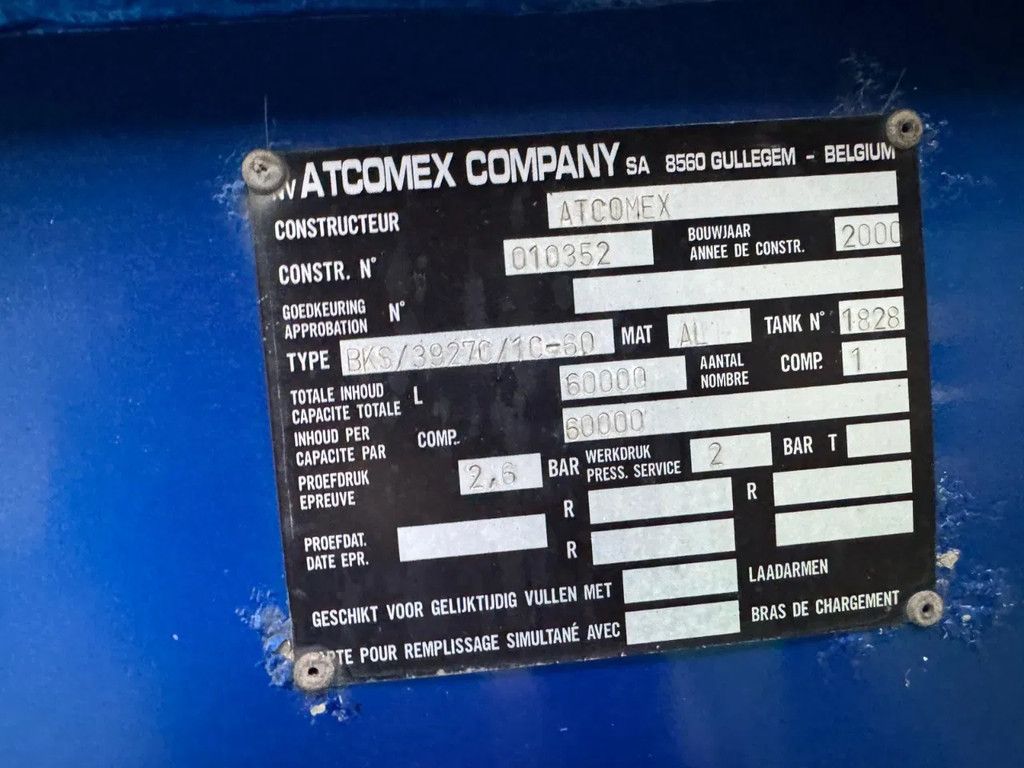 NV ATCOMEX COMPANY SA 8560 GULLEGEM - BELGIUM
CONSTRUCTEUR ATCOMEX
CONSTR. N° 010352 BOUWJAAR 2000
ANNEE DE CONSTR.
GOEDKEURING N°
APPROBATION
TYPE BKS/3927C/1C-60 MAT AL TANK N° 1828
TOTALE INHOUD L 60000 AANTAL COMP. 1
CAPACITE TOTALE NOMBRE
INHOUD PER COMP. 60000
CAPACITE PAR
PROEFDRUK 2,6 BAR WERKDRUK 2 BAR T
EPREUVE PRESS. SERVICE
R R
PROEFDAT. R
DATE EPR.
GESCHIKT VOOR GELIJKTIJDIG VULLEN MET LAADARMEN
POUR REMPLISSAGE SIMULTANÉ AVEC BRAS DE CHARGEMENT